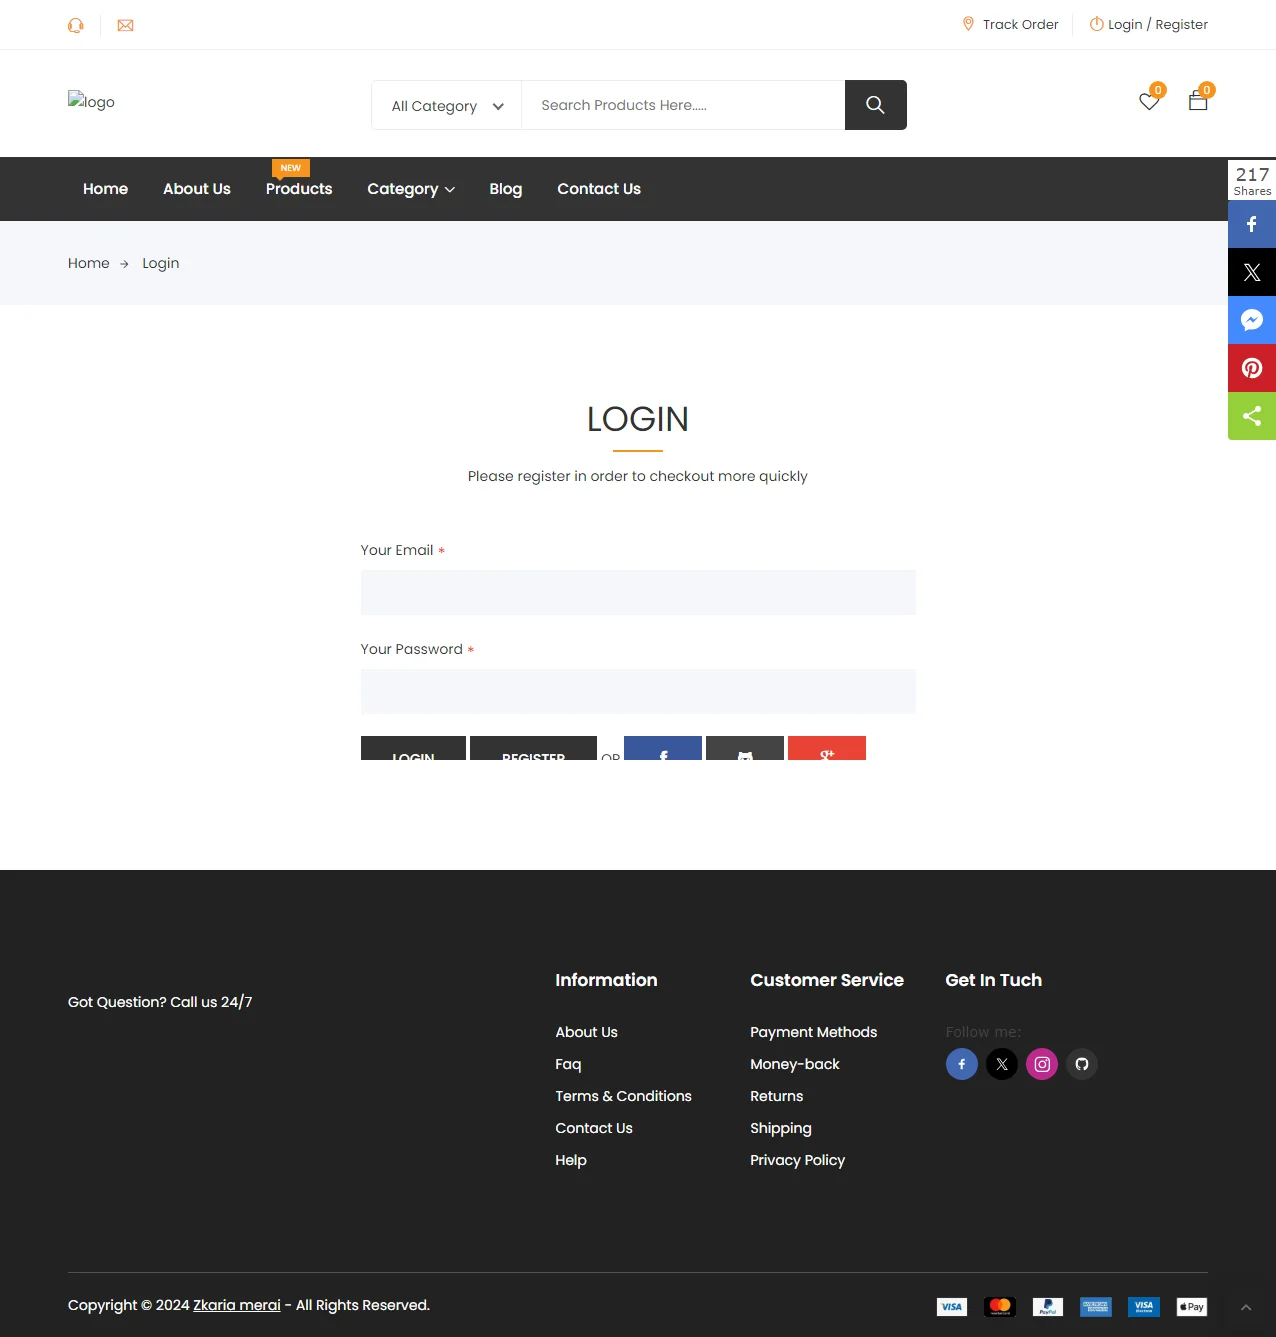 Track Order
Login / Register
logo
All Category
Search Products Here.....
0
0
NEW
Home
About Us
Products
Category
Blog
Contact Us
217
Shares
Home → Login
LOGIN
Please register in order to checkout more quickly
Your Email *
Your Password *
LOGIN
REGISTER
OR
Information
Customer Service
Get In Tuch
Got Question? Call us 24/7
About Us
Payment Methods
Follow me:
Faq
Money-back
Terms & Conditions
Returns
Contact Us
Shipping
Help
Privacy Policy
Copyright © 2024 Zkaria merai - All Rights Reserved.
VISA
PayPal
VISA
Pay